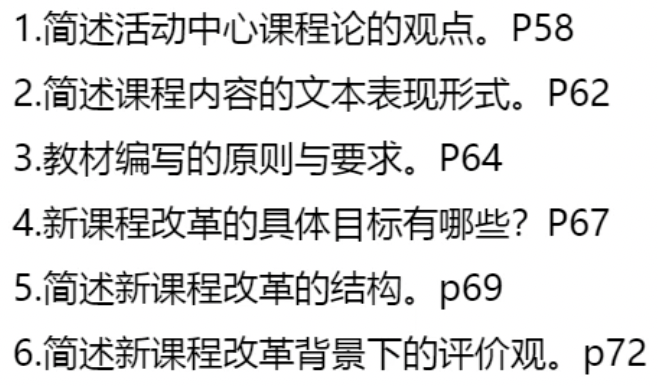 1.简述活动中心课程论的观点。P58
2.简述课程内容的文本表现形式。P62
3.教材编写的原则与要求。P64
4.新课程改革的具体目标有哪些？P67
5.简述新课程改革的结构。p69
6.简述新课程改革背景下的评价观。p72